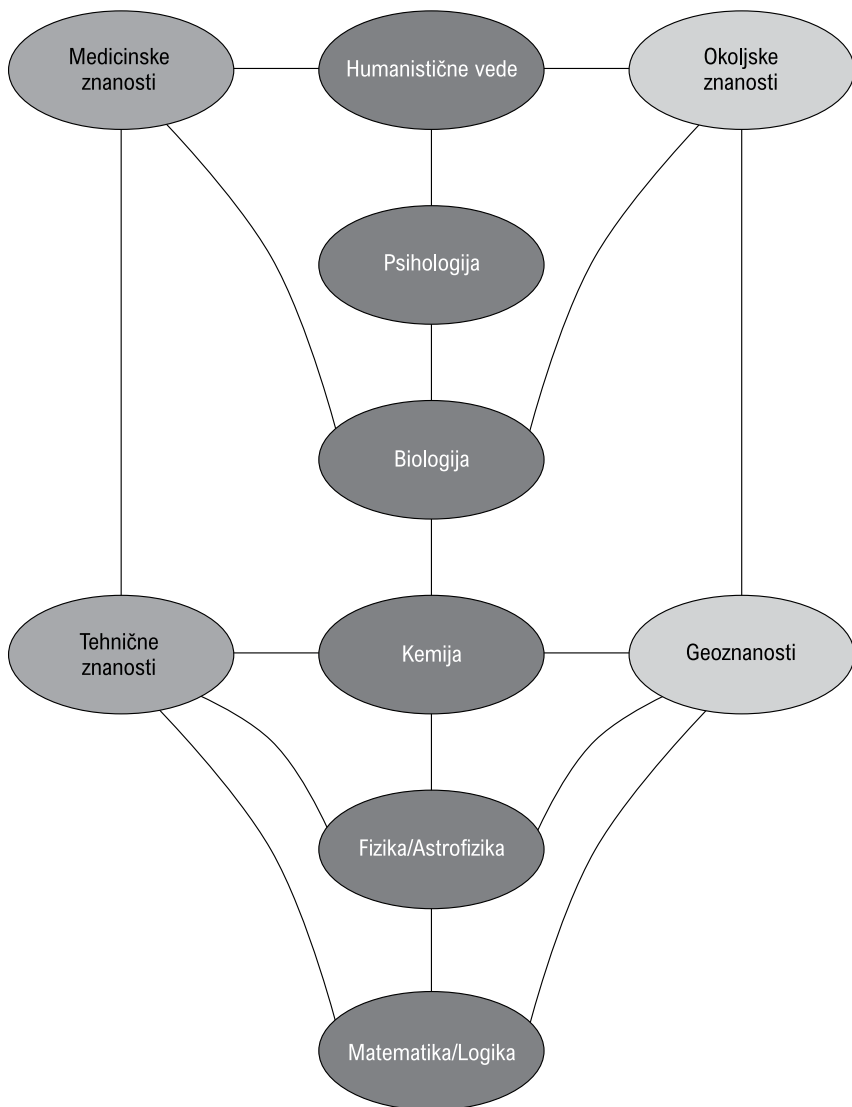 Medicinske
znanosti
Humanistične vede
Okoljske
znanosti
Psihologija
Biologija
Tehnične
znanosti
Kemija
Geoznanosti
Fizika/Astrofizika
Matematika/Logika